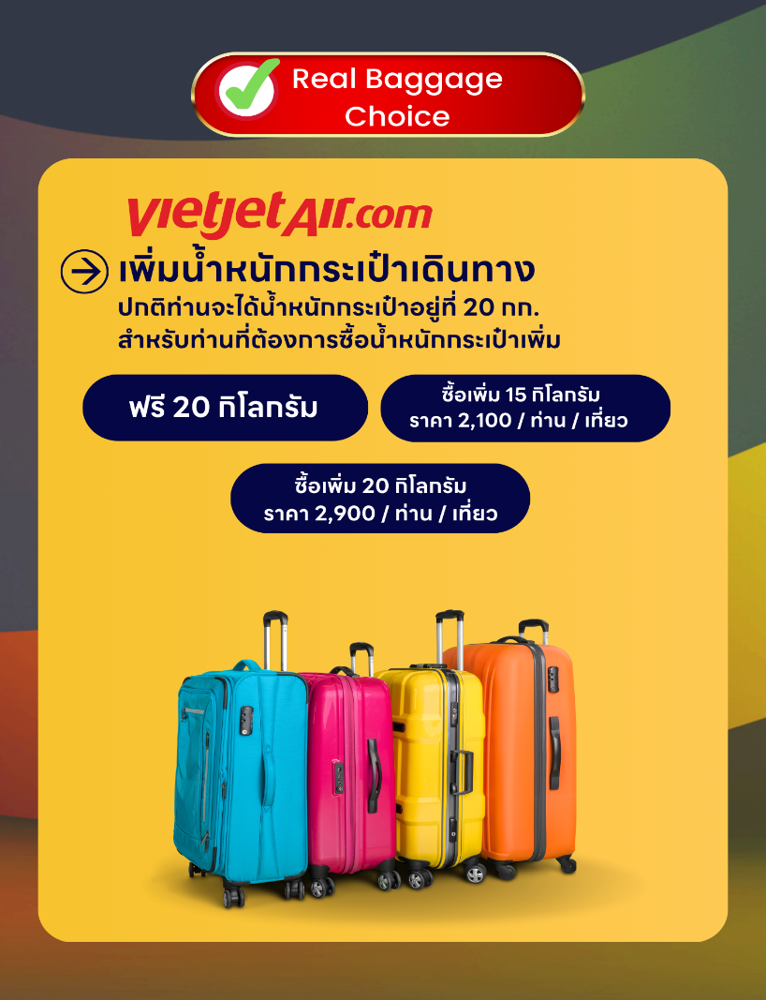 Real Baggage
Choice
vietjetAir.com
เพิ่มน้ำหนักกระเป๋าเดินทาง
ปกติท่านจะได้น้ำหนักกระเป๋าอยู่ที่ 20 กก.
สำหรับท่านที่ต้องการซื้อน้ำหนักกระเป๋าเพิ่ม
ฟรี 20 กิโลกรัม
ซื้อเพิ่ม 15 กิโลกรัม
ราคา 2,100 / ท่าน / เที่ยว
ซื้อเพิ่ม 20 กิโลกรัม
ราคา 2,900 / ท่าน / เที่ยว